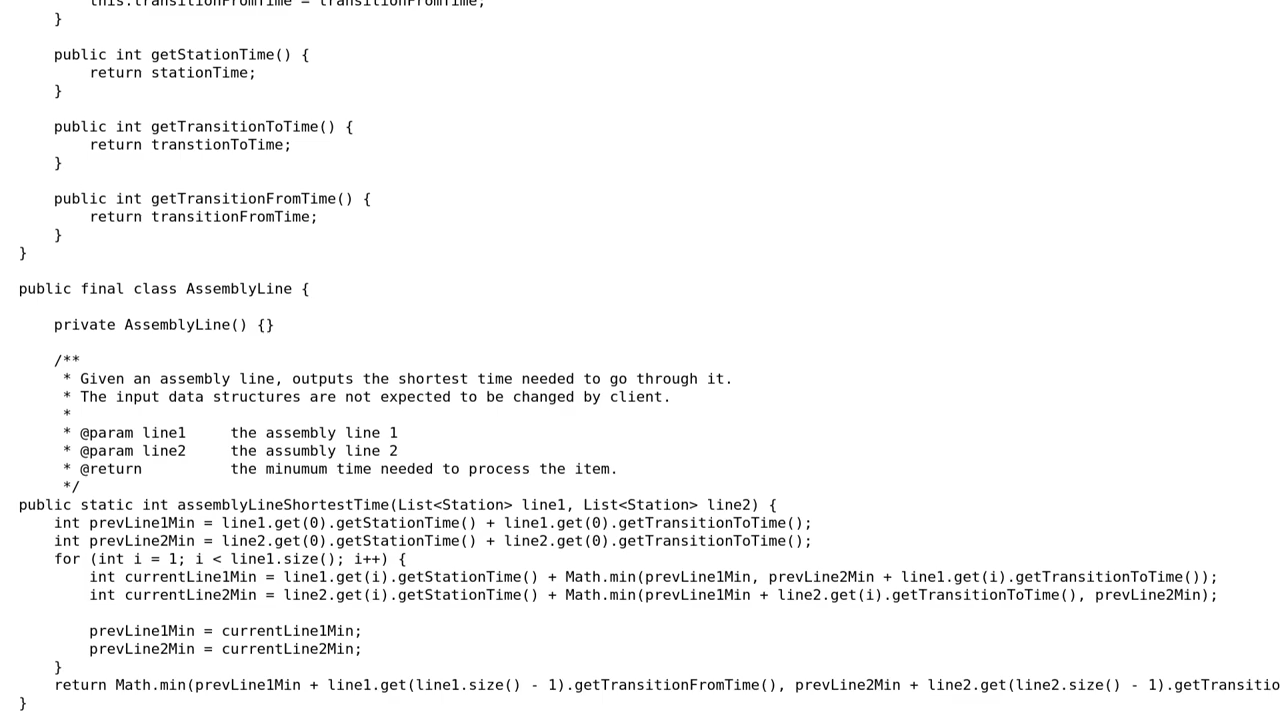 this.transitionFromTime = transitionFromTime;
}
public int getStationTime() {
return stationTime;
}
public int getTransitionToTime() {
return transtionToTime;
}
public int getTransitionFromTime() {
return transitionFromTime;
}
}
public final class AssemblyLine {
private AssemblyLine() {}
/**
* Given an assembly line, outputs the shortest time needed to go through it.
* The input data structures are not expected to be changed by client.
*
* @param line1     the assembly line 1
* @param line2     the assumbly line 2
* @return          the minumum time needed to process the item.
*/
public static int assemblyLineShortestTime(List<Station> line1, List<Station> line2) {
int prevLine1Min = line1.get(0).getStationTime() + line1.get(0).getTransitionToTime();
int prevLine2Min = line2.get(0).getStationTime() + line2.get(0).getTransitionToTime();
for (int i = 1; i < line1.size(); i++) {
int currentLine1Min = line1.get(i).getStationTime() + Math.min(prevLine1Min, prevLine2Min + line1.get(i).getTransitionToTime());
int currentLine2Min = line2.get(i).getStationTime() + Math.min(prevLine1Min + line2.get(i).getTransitionToTime(), prevLine2Min);
prevLine1Min = currentLine1Min;
prevLine2Min = currentLine2Min;
}
return Math.min(prevLine1Min + line1.get(line1.size() - 1).getTransitionFromTime(), prevLine2Min + line2.get(line2.size() - 1).getTransitio
}